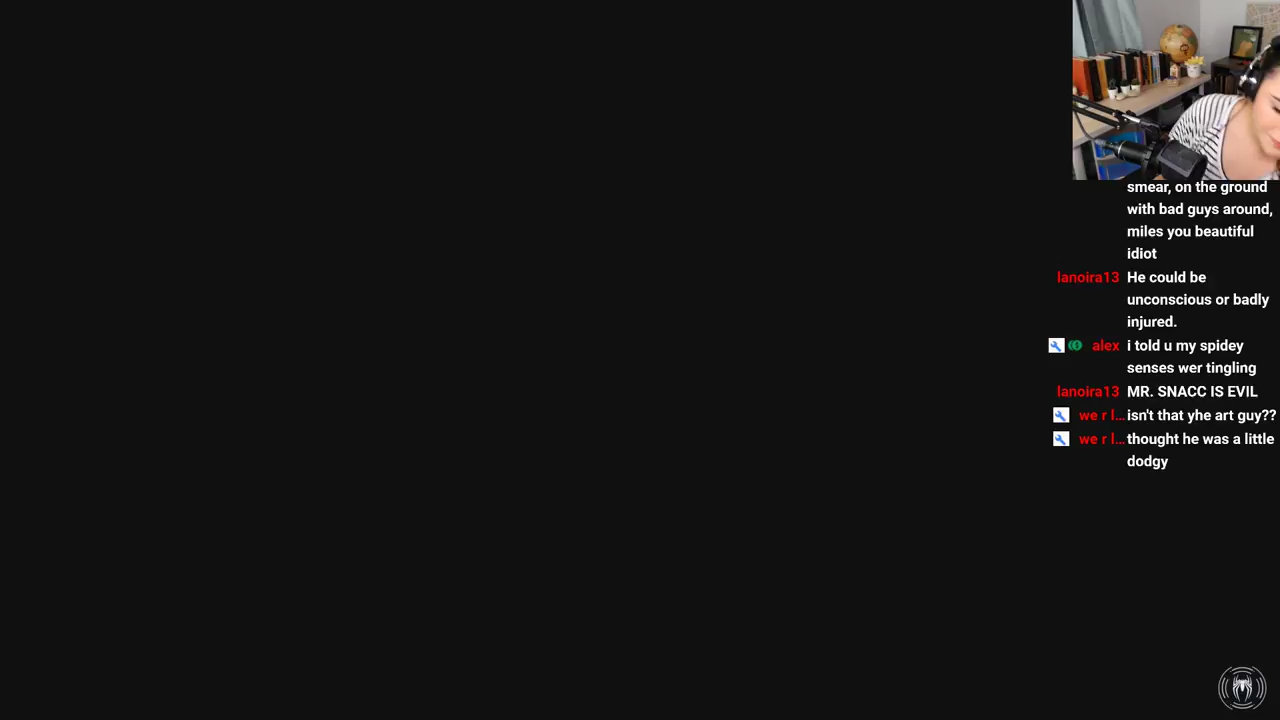 smear, on the ground
with bad guys around,
miles you beautiful
idiot
lanoira13 He could be
unconscious or badly
injured.
alex i told u my spidey
senses wer tingling
lanoira13 MR. SNACC IS EVIL
we r l... isn't that yhe art guy??
we r l... thought he was a little
dodgy